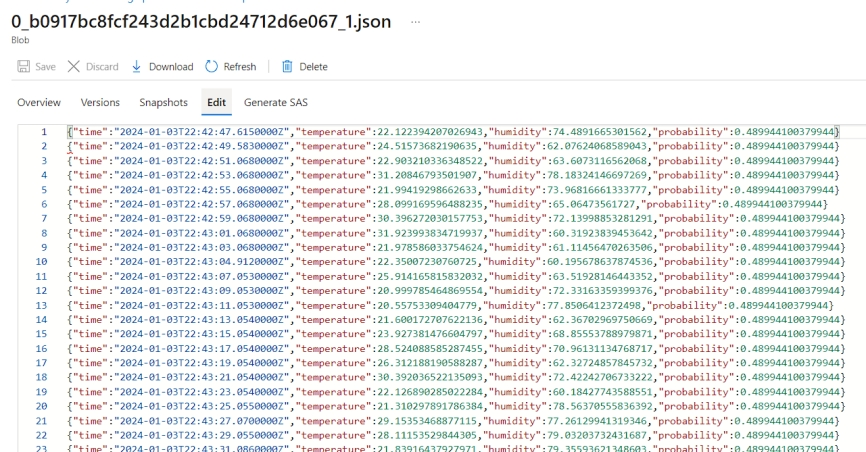 0_b0917bc8fcf243d2b1cbd24712d6e067_1.json ...
Blob
Save Discard Download Refresh Delete
Overview Versions Snapshots Edit Generate SAS
1 {"time":"2024-01-03T22:42:47.6150000Z","temperature":22.122394207026943,"humidity":74.4891665301562,"probability":0.489944100379944}
2 {"time":"2024-01-03T22:42:49.5830000Z","temperature":24.51573682190635,"humidity":62.07624068589043,"probability":0.489944100379944}
3 {"time":"2024-01-03T22:42:51.0680000Z","temperature":22.903210336348522,"humidity":63.6073116562068,"probability":0.489944100379944}
4 {"time":"2024-01-03T22:42:53.0680000Z","temperature":31.20846793501907,"humidity":78.1832414697269,"probability":0.489944100379944}
5 {"time":"2024-01-03T22:42:55.0680000Z","temperature":21.99419298662633,"humidity":73.96816661333777,"probability":0.489944100379944}
6 {"time":"2024-01-03T22:42:57.0680000Z","temperature":28.099169596488235,"humidity":65.06473561727,"probability":0.489944100379944}
7 {"time":"2024-01-03T22:42:59.0680000Z","temperature":30.396272030157753,"humidity":72.13998853281291,"probability":0.489944100379944}
8 {"time":"2024-01-03T22:43:01.0680000Z","temperature":31.923993834719937,"humidity":60.31923839453642,"probability":0.489944100379944}
9 {"time":"2024-01-03T22:43:03.0680000Z","temperature":21.978586033754624,"humidity":61.11456470263506,"probability":0.489944100379944}
10 {"time":"2024-01-03T22:43:04.9120000Z","temperature":22.35007230760725,"humidity":60.195678637874536,"probability":0.489944100379944}
11 {"time":"2024-01-03T22:43:07.0530000Z","temperature":25.914165815832032,"humidity":63.51928146443352,"probability":0.489944100379944}
12 {"time":"2024-01-03T22:43:09.0530000Z","temperature":20.999785464869554,"humidity":72.33163359399376,"probability":0.489944100379944}
13 {"time":"2024-01-03T22:43:11.0530000Z","temperature":20.55753309404779,"humidity":77.8506412372498,"probability":0.489944100379944}
14 {"time":"2024-01-03T22:43:13.0540000Z","temperature":21.600172707622136,"humidity":62.36702969750669,"probability":0.489944100379944}
15 {"time":"2024-01-03T22:43:15.0540000Z","temperature":23.927381476604797,"humidity":68.85553788979871,"probability":0.489944100379944}
16 {"time":"2024-01-03T22:43:17.0540000Z","temperature":28.524088585287455,"humidity":70.96131134768717,"probability":0.489944100379944}
17 {"time":"2024-01-03T22:43:19.0540000Z","temperature":26.312188190588287,"humidity":62.32724857845732,"probability":0.489944100379944}
18 {"time":"2024-01-03T22:43:21.0540000Z","temperature":30.392036522135093,"humidity":72.42242706733222,"probability":0.489944100379944}
19 {"time":"2024-01-03T22:43:23.0540000Z","temperature":22.126890285022284,"humidity":60.18427743588551,"probability":0.489944100379944}
20 {"time":"2024-01-03T22:43:25.0550000Z","temperature":21.310297891786384,"humidity":78.56370555836392,"probability":0.489944100379944}
21 {"time":"2024-01-03T22:43:27.0700000Z","temperature":29.15353468877115,"humidity":77.26129941319346,"probability":0.489944100379944}
22 {"time":"2024-01-03T22:43:29.0550000Z","temperature":28.11153529844305,"humidity":79.03203732431687,"probability":0.489944100379944}
23 {"time":"2024-01-03T22:43:31.0860000Z","temperature":21.83916437927971,"humidity":79.35593621348603,"probability":0.489944100379944}